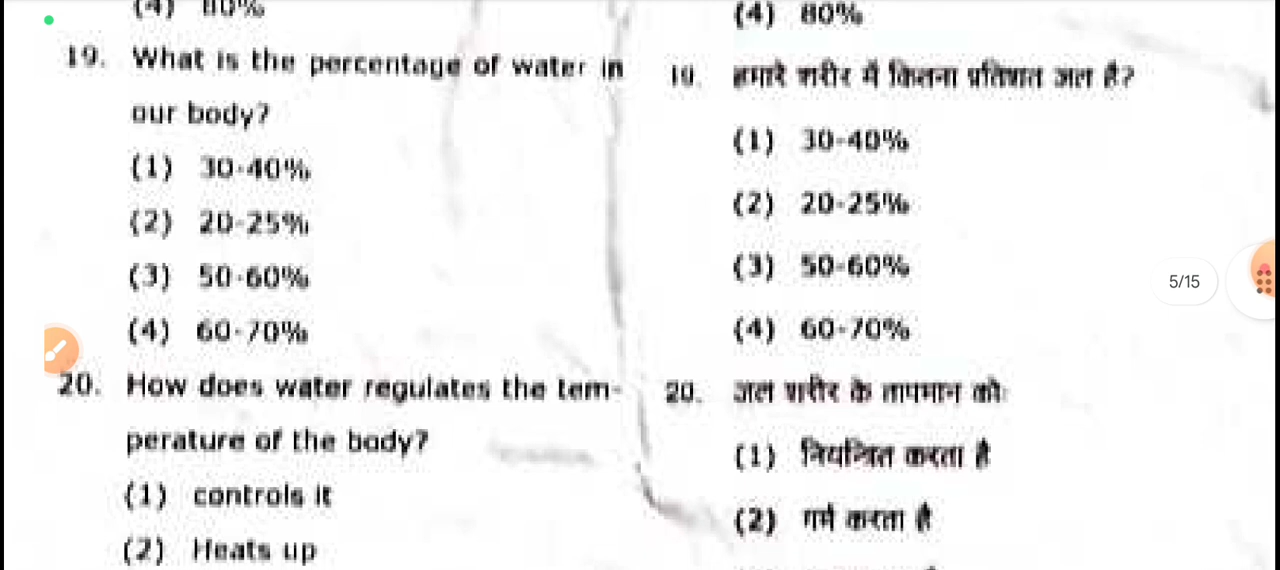 (4) 80%
19. What is the percentage of water in
our body?
(1) 30-40%
(2) 20-25%
(3) 50-60%
(4) 60-70%
20. How does water regulates the tem-
perature of the body?
(1) controls it
(2) Heats up
(4) 80%
19. हमारे शरीर में कितना प्रतिशत जल है?
(1) 30-40%
(2) 20-25%
(3) 50-60%
(4) 60-70%
20. जल शरीर के तापमान को
(1) नियन्त्रित करता है
(2) गर्म करता है
5/15